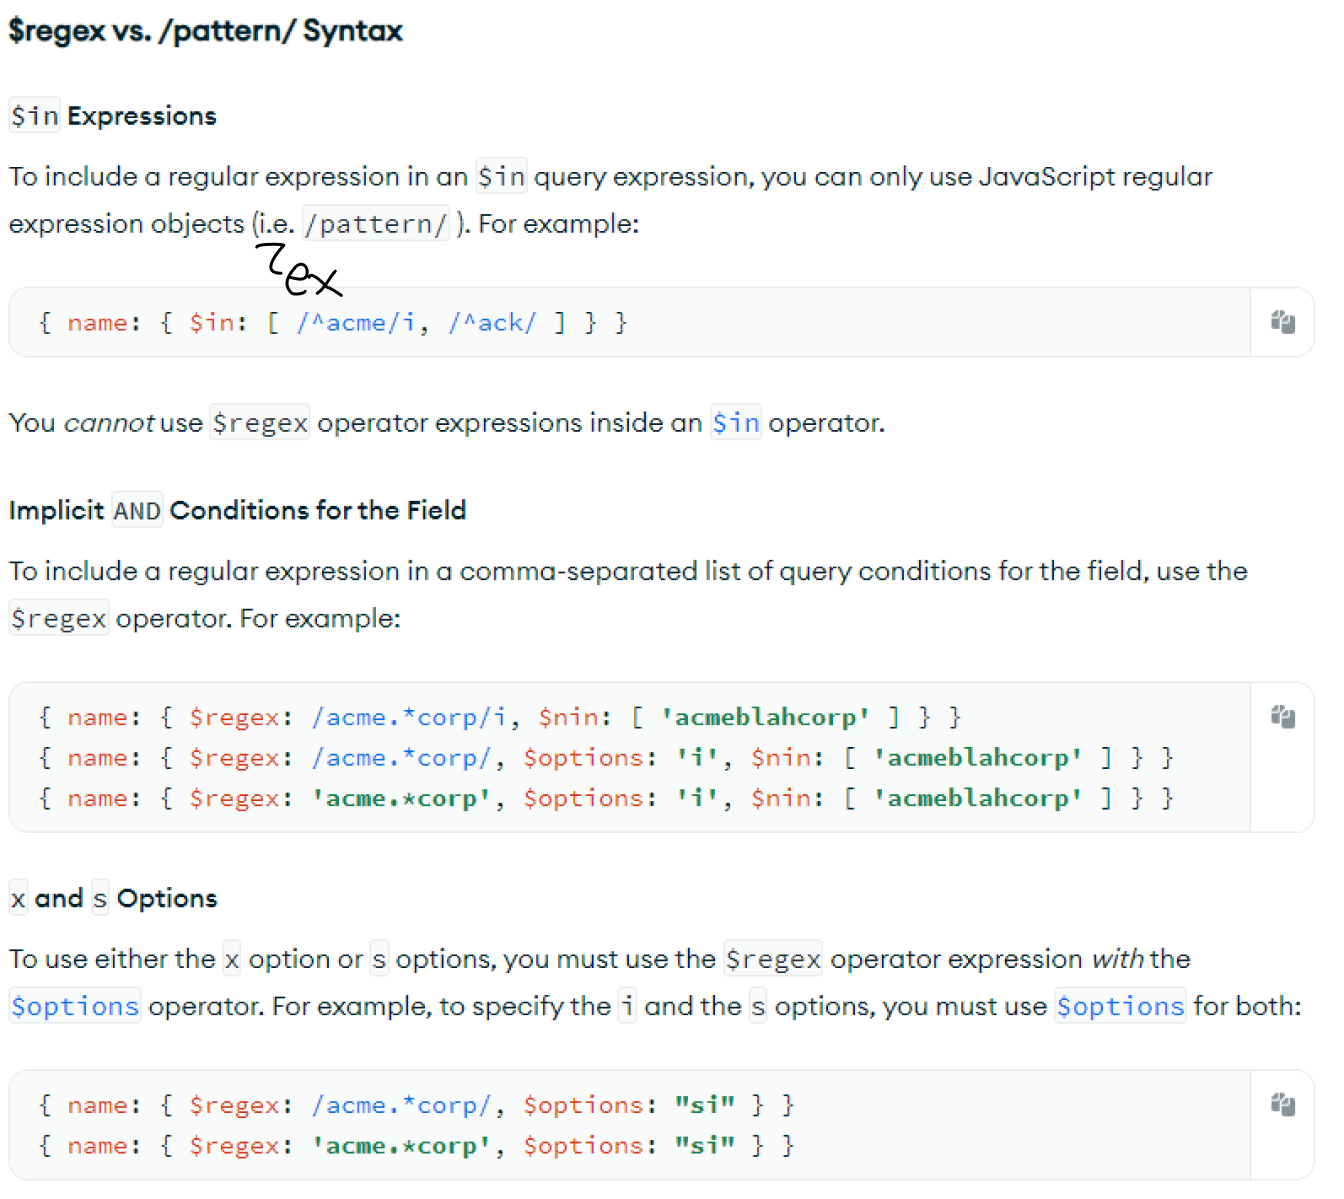 $regex vs. /pattern/ Syntax
$in Expressions
To include a regular expression in an $in query expression, you can only use JavaScript regular
expression objects (i.e. /pattern/ ). For example:
ex
{ name: { $in: [ /^acme/i, /^ack/ ] } }
You cannot use $regex operator expressions inside an $in operator.
Implicit AND Conditions for the Field
To include a regular expression in a comma-separated list of query conditions for the field, use the
$regex operator. For example:
{ name: { $regex: /acme.*corp/i, $nin: [ 'acmeblahcorp' ] } }
{ name: { $regex: /acme.*corp/, $options: 'i', $nin: [ 'acmeblahcorp' ] } }
{ name: { $regex: 'acme.*corp', $options: 'i', $nin: [ 'acmeblahcorp' ] } }
x and s Options
To use either the x option or s options, you must use the $regex operator expression with the
$options operator. For example, to specify the i and the s options, you must use $options for both:
{ name: { $regex: /acme.*corp/, $options: "si" } }
{ name: { $regex: 'acme.*corp', $options: "si" } }